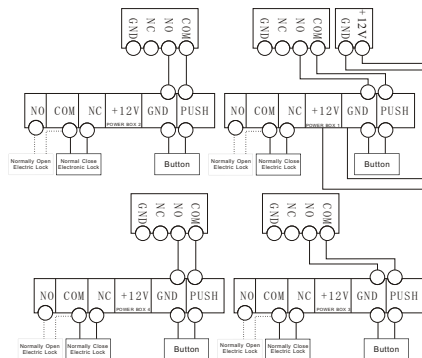 GND NC NO COM
GND NC NO COM
GND +12V
NO COM NC +12V GND PUSH
POWER BOX 2
NO COM NC +12V GND PUSH
POWER BOX 1
Normally Open
Electric Lock
Normal Close
Electronic Lock
Button
Normally Open
Electric Lock
Normally Close
Electric Lock
Button
GND NC NO COM
GND NC NO COM
NO COM NC +12V GND PUSH
POWER BOX 4
NO COM NC +12V GND PUSH
POWER BOX 3
Normally Open
Electric Lock
Normally Close
Electric Lock
Button
Normally Open
Electric Lock
Normally Close
Electric Lock
Button